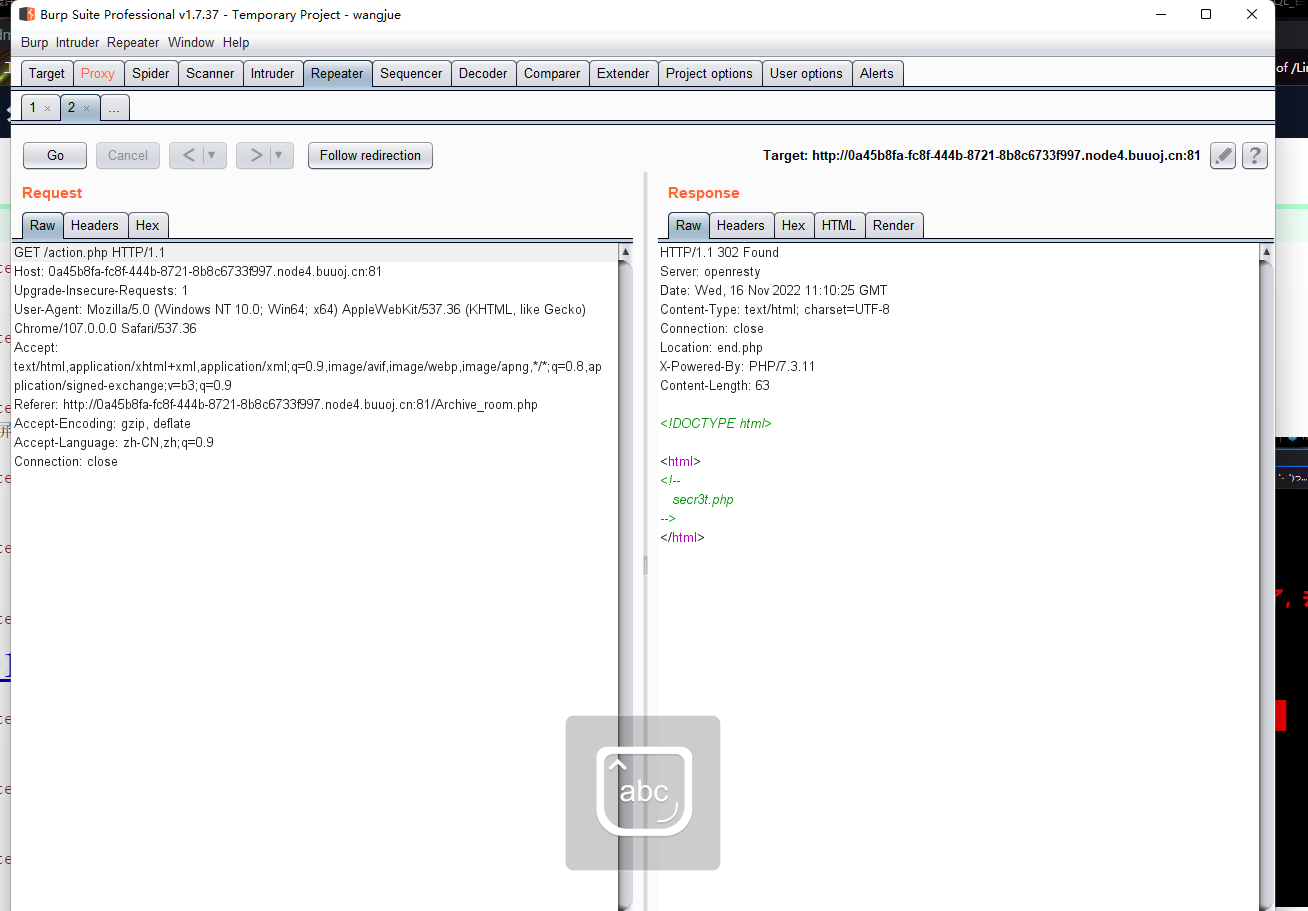 Burp Suite Professional v1.7.37 - Temporary Project - wangjue
Burp Intruder Repeater Window Help
Target Proxy Spider Scanner Intruder Repeater Sequencer Decoder Comparer Extender Project options User options Alerts
1 × 2 × ...
Go Cancel < > Follow redirection Target: http://0a45b8fa-fc8f-444b-8721-8b8c6733f997.node4.buuoj.cn:81 ?
Request
Raw Headers Hex
GET /action.php HTTP/1.1
Host: 0a45b8fa-fc8f-444b-8721-8b8c6733f997.node4.buuoj.cn:81
Upgrade-Insecure-Requests: 1
User-Agent: Mozilla/5.0 (Windows NT 10.0; Win64; x64) AppleWebKit/537.36 (KHTML, like Gecko)
Chrome/107.0.0.0 Safari/537.36
Accept:
text/html,application/xhtml+xml,application/xml;q=0.9,image/avif,image/webp,image/apng,*/*;q=0.8,ap
plication/signed-exchange;v=b3;q=0.9
Referer: http://0a45b8fa-fc8f-444b-8721-8b8c6733f997.node4.buuoj.cn:81/Archive_room.php
Accept-Encoding: gzip, deflate
Accept-Language: zh-CN,zh;q=0.9
Connection: close
Response
Raw Headers Hex HTML Render
HTTP/1.1 302 Found
Server: openresty
Date: Wed, 16 Nov 2022 11:10:25 GMT
Content-Type: text/html; charset=UTF-8
Connection: close
Location: end.php
X-Powered-By: PHP/7.3.11
Content-Length: 63
<!DOCTYPE html>
<html>
<!--
secr3t.php
-->
</html>
abc